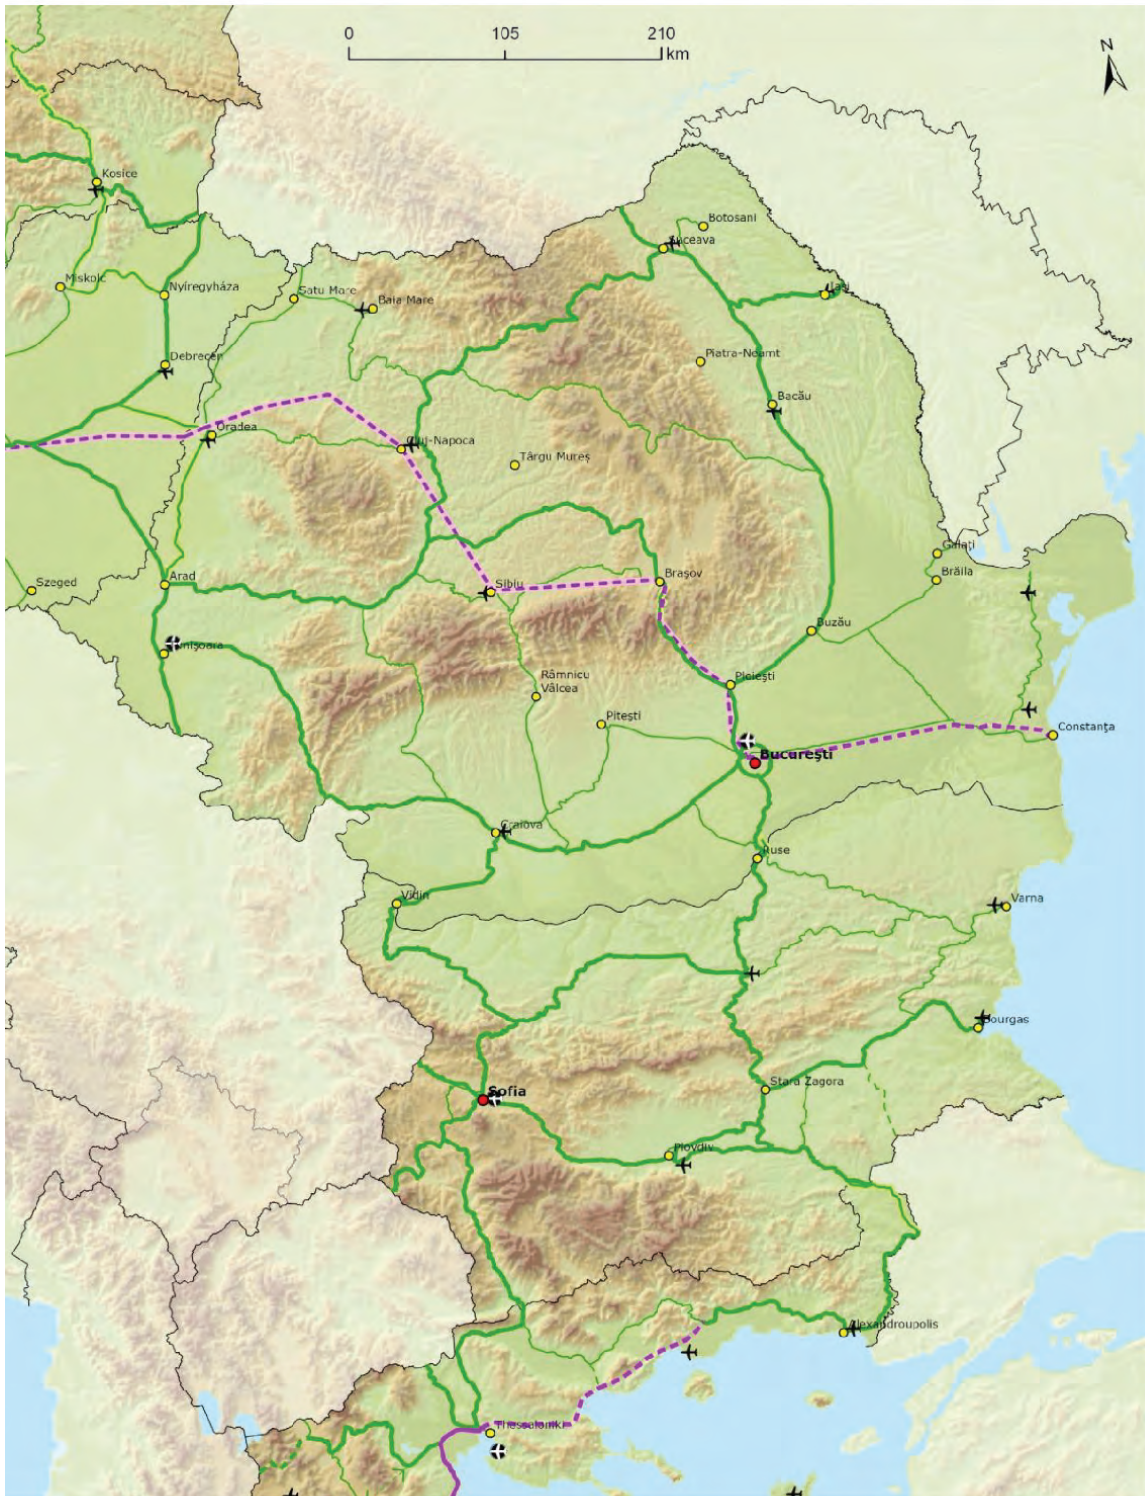 0 105 210
km
N
Kosice
Botosani
Suceava
Miskolc
Nyíregyháza
Satu Mare
Baia Mare
Iași
Debrecen
Piatra-Neamt
Bacău
Oradea
Cluj-Napoca
Târgu Mureș
Galați
Brăila
Szeged
Arad
Sibiu
Brașov
Buzău
Timișoara
Râmnicu
Vâlcea
Ploiești
Pitești
Constanța
București
Craiova
Ruse
Vidin
Varna
Bourgas
Stara Zagora
Sofia
Plovdiv
Alexandroupolis
Thessaloniki